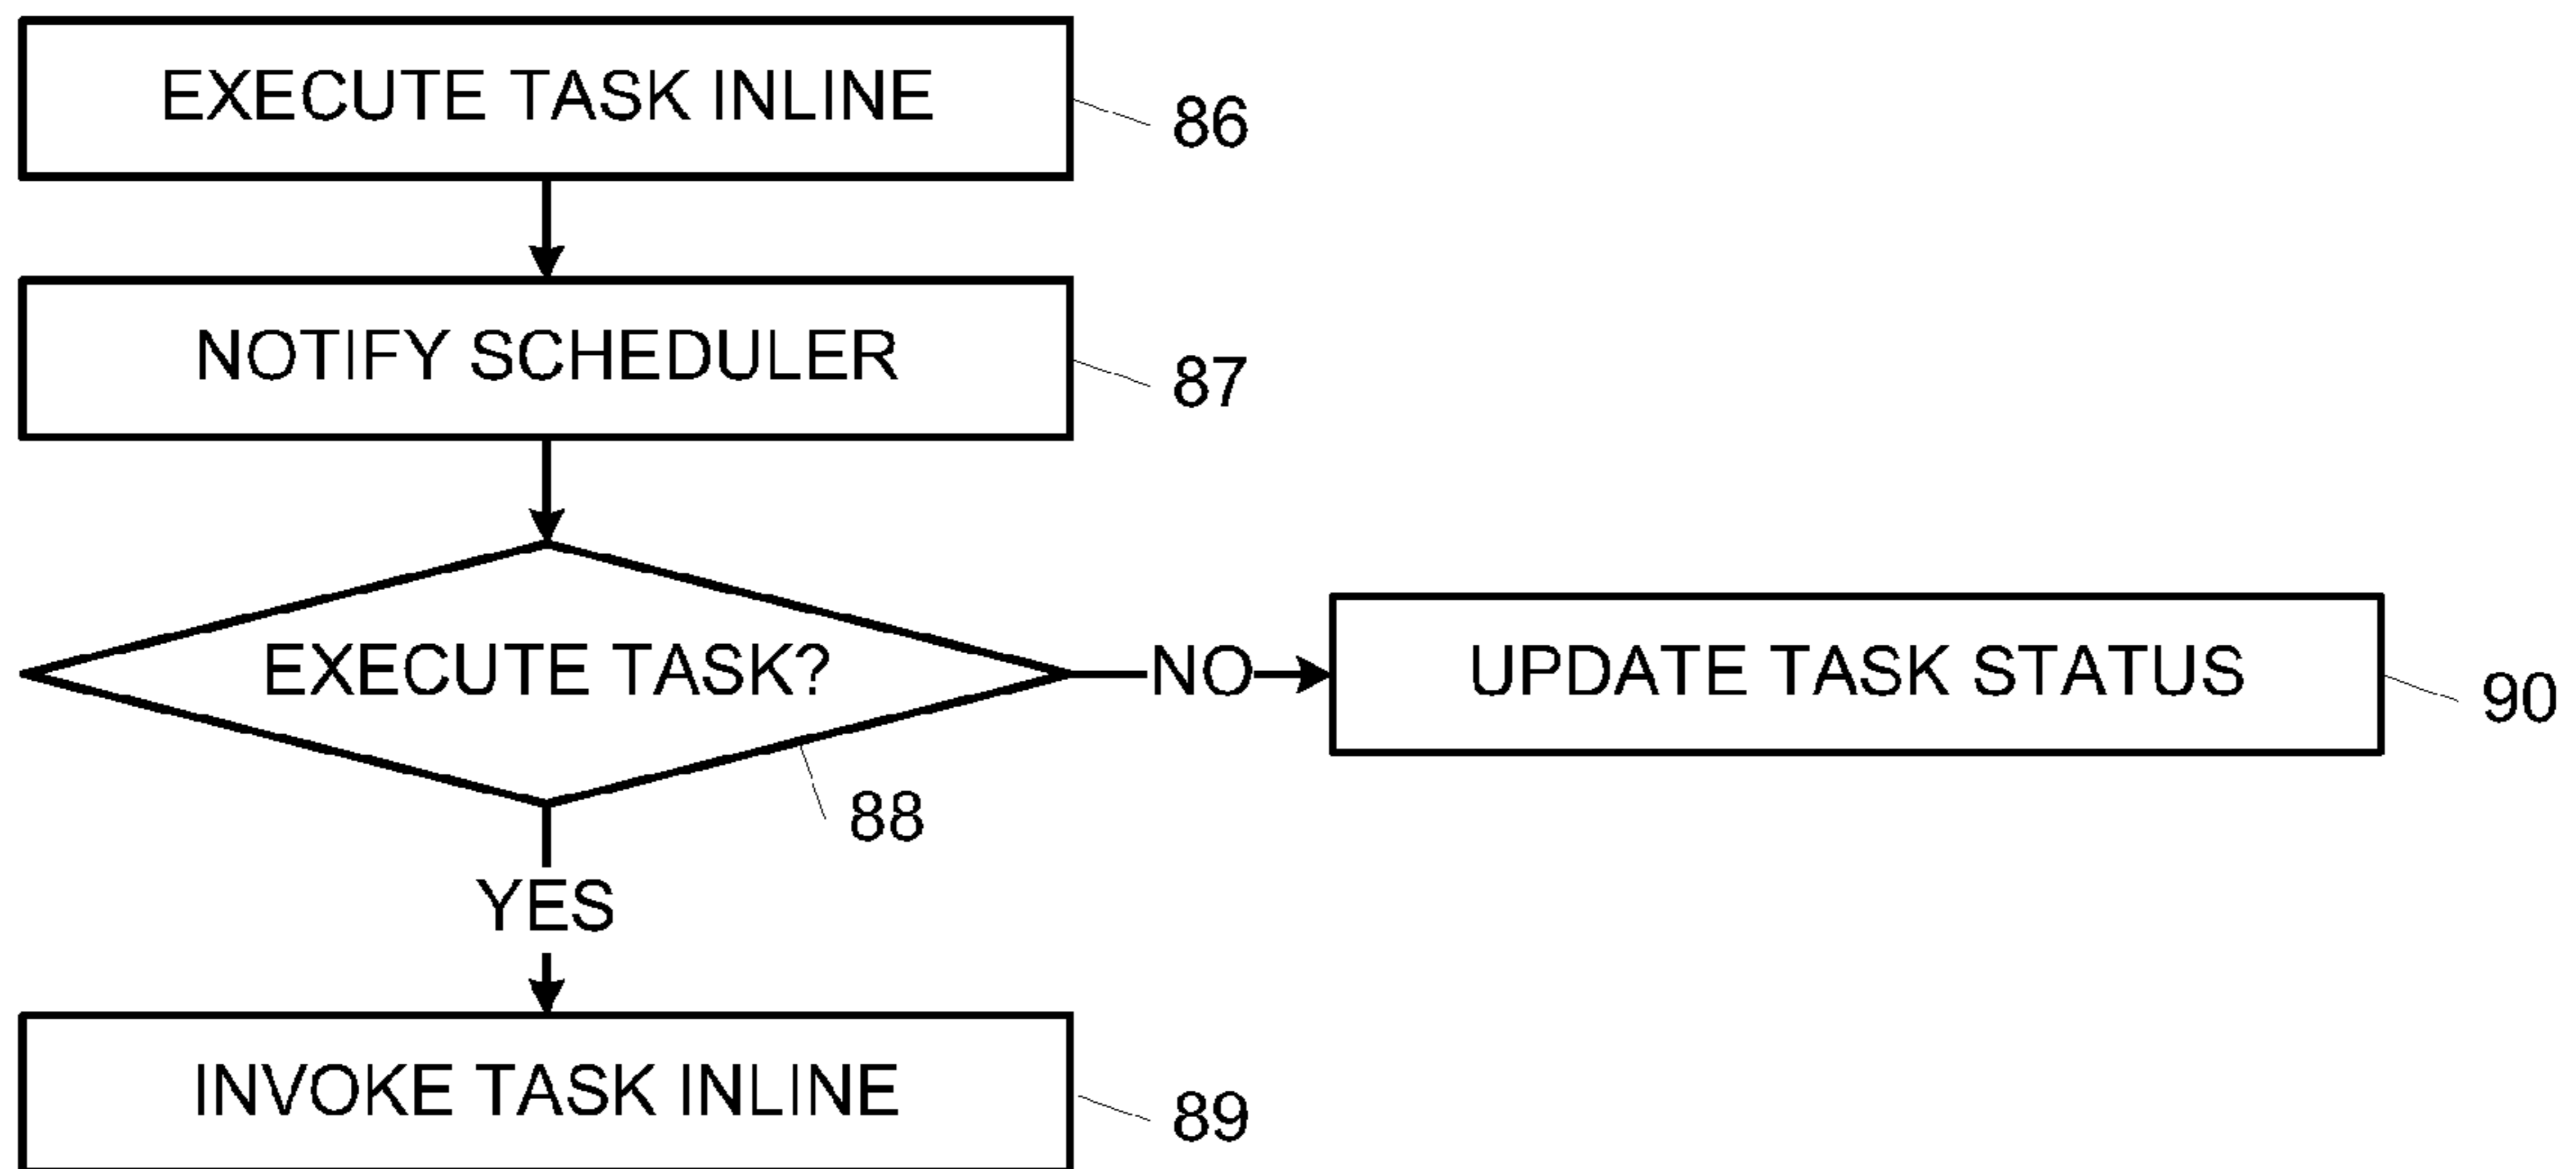 EXECUTE TASK INLINE
86
NOTIFY SCHEDULER
87
EXECUTE TASK?
88
NO
UPDATE TASK STATUS
90
YES
INVOKE TASK INLINE
89